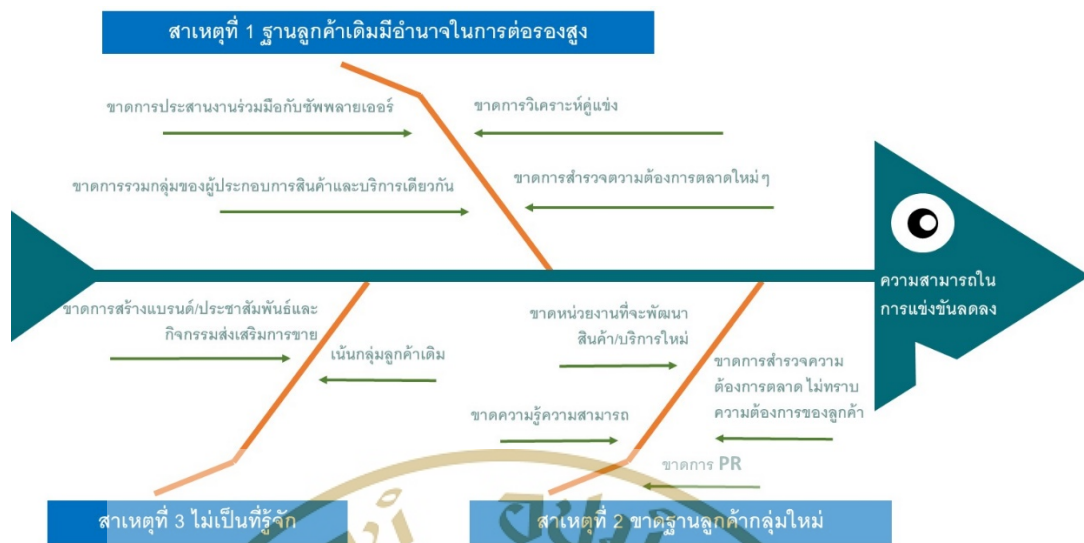 สาเหตุที่ 1 ฐานลูกค้าเดิมมีอำนาจในการต่อรองสูง
ขาดการประสานงานร่วมมือกับซัพพลายเออร์
ขาดการวิเคราะห์คู่แข่ง
ขาดการรวมกลุ่มของผู้ประกอบการสินค้าและบริการเดียวกัน
ขาดการสำรวจตวามต้องการตลาดใหม่ๆ
ความสามารถใน
การแข่งขันลดลง
ขาดการสร้างแบรนด์/ประชาสัมพันธ์และ
กิจกรรมส่งเสริมการขาย
เน้นกลุ่มลูกค้าเดิม
ขาดหน่วยงานที่จะพัฒนา
สินค้า/บริการใหม่
ขาดการสำรวจความ
ต้องการตลาด ไม่ทราบ
ความต้องการของลูกค้า
ขาดความรู้ความสามารถ
ขาดการ PR
สาเหตุที่ 3 ไม่เป็นที่รู้จัก
สาเหตุที่ 2 ขาดฐานลูกค้ากลุ่มใหม่